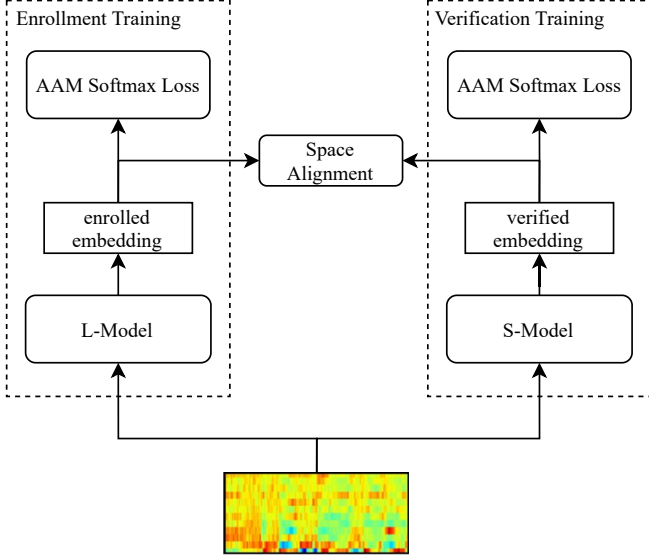 Enrollment Training
Verification Training
AAM Softmax Loss
AAM Softmax Loss
Space
Alignment
enrolled
embedding
verified
embedding
L-Model
S-Model